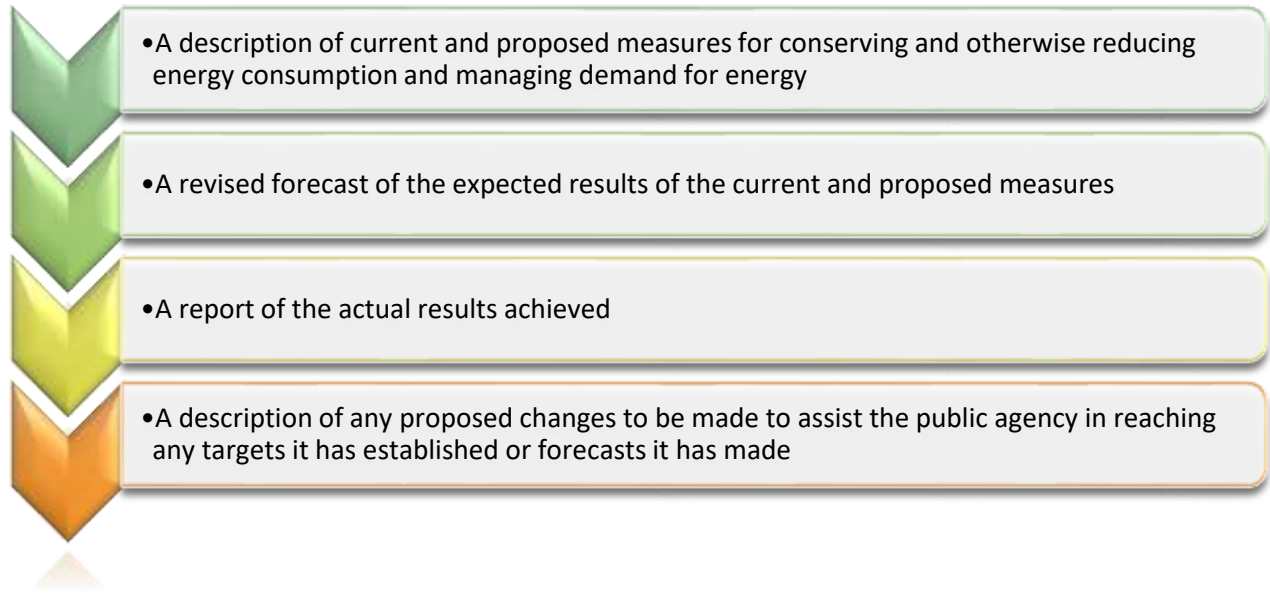 •A description of current and proposed measures for conserving and otherwise reducing
energy consumption and managing demand for energy
•A revised forecast of the expected results of the current and proposed measures
•A report of the actual results achieved
•A description of any proposed changes to be made to assist the public agency in reaching
any targets it has established or forecasts it has made